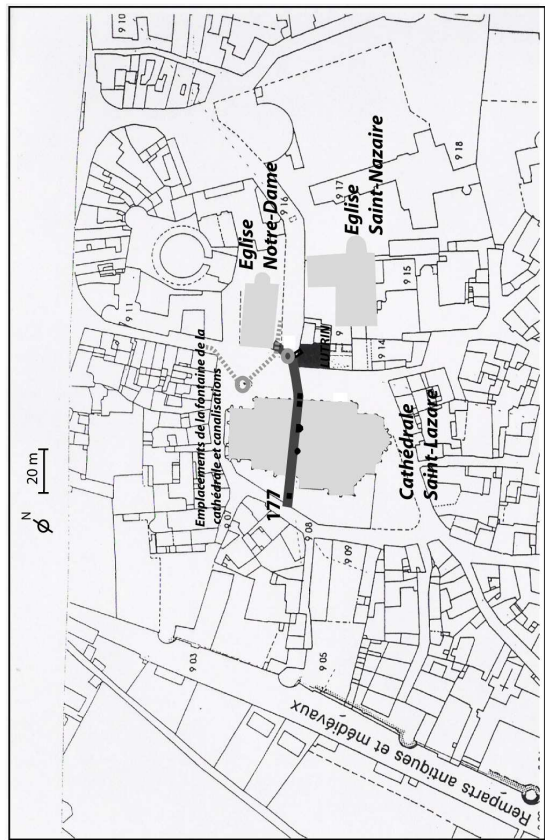 N
20 m
Emplacements de la fontaine de la
cathédrale et canalisations
177
Cathédrale
Saint-Lazare
Eglise
Notre-Dame
Eglise
Saint-Nazaire
LUTRIN
Remparts antiques et médiévaux
9 03
9 05
9 07
9 08
9 09
9 10
9 11
9 14
9 15
9 16
9 17
9 18